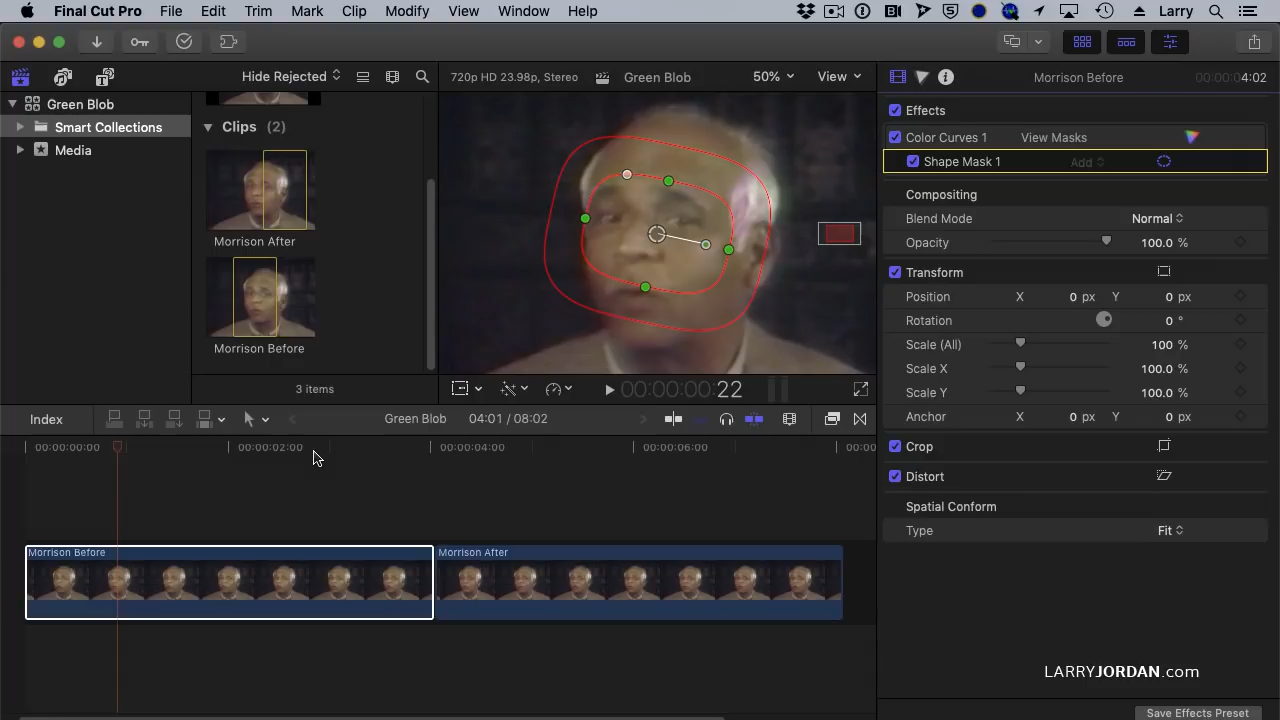 Final Cut Pro File Edit Trim Mark Clip Modify View Window Help Larry
Hide Rejected 720p HD 23.98p, Stereo Green Blob 50% View Morrison Before 00:00:04:02
Green Blob
Smart Collections
Media
Clips (2)
Morrison After
Morrison Before
3 items
00:00:00:22
Effects
Color Curves 1 View Masks
Shape Mask 1 Add
Compositing
Blend Mode Normal
Opacity 100.0 %
Transform
Position X 0 px Y 0 px
Rotation 0 °
Scale (All) 100 %
Scale X 100.0 %
Scale Y 100.0 %
Anchor X 0 px Y 0 px
Crop
Distort
Spatial Conform
Type Fit
Index Green Blob 04:01 / 08:02
00:00:00:00 00:00:02:00 00:00:04:00 00:00:06:00 00:00
Morrison Before Morrison After
LARRYJORDAN.com
Save Effects Preset